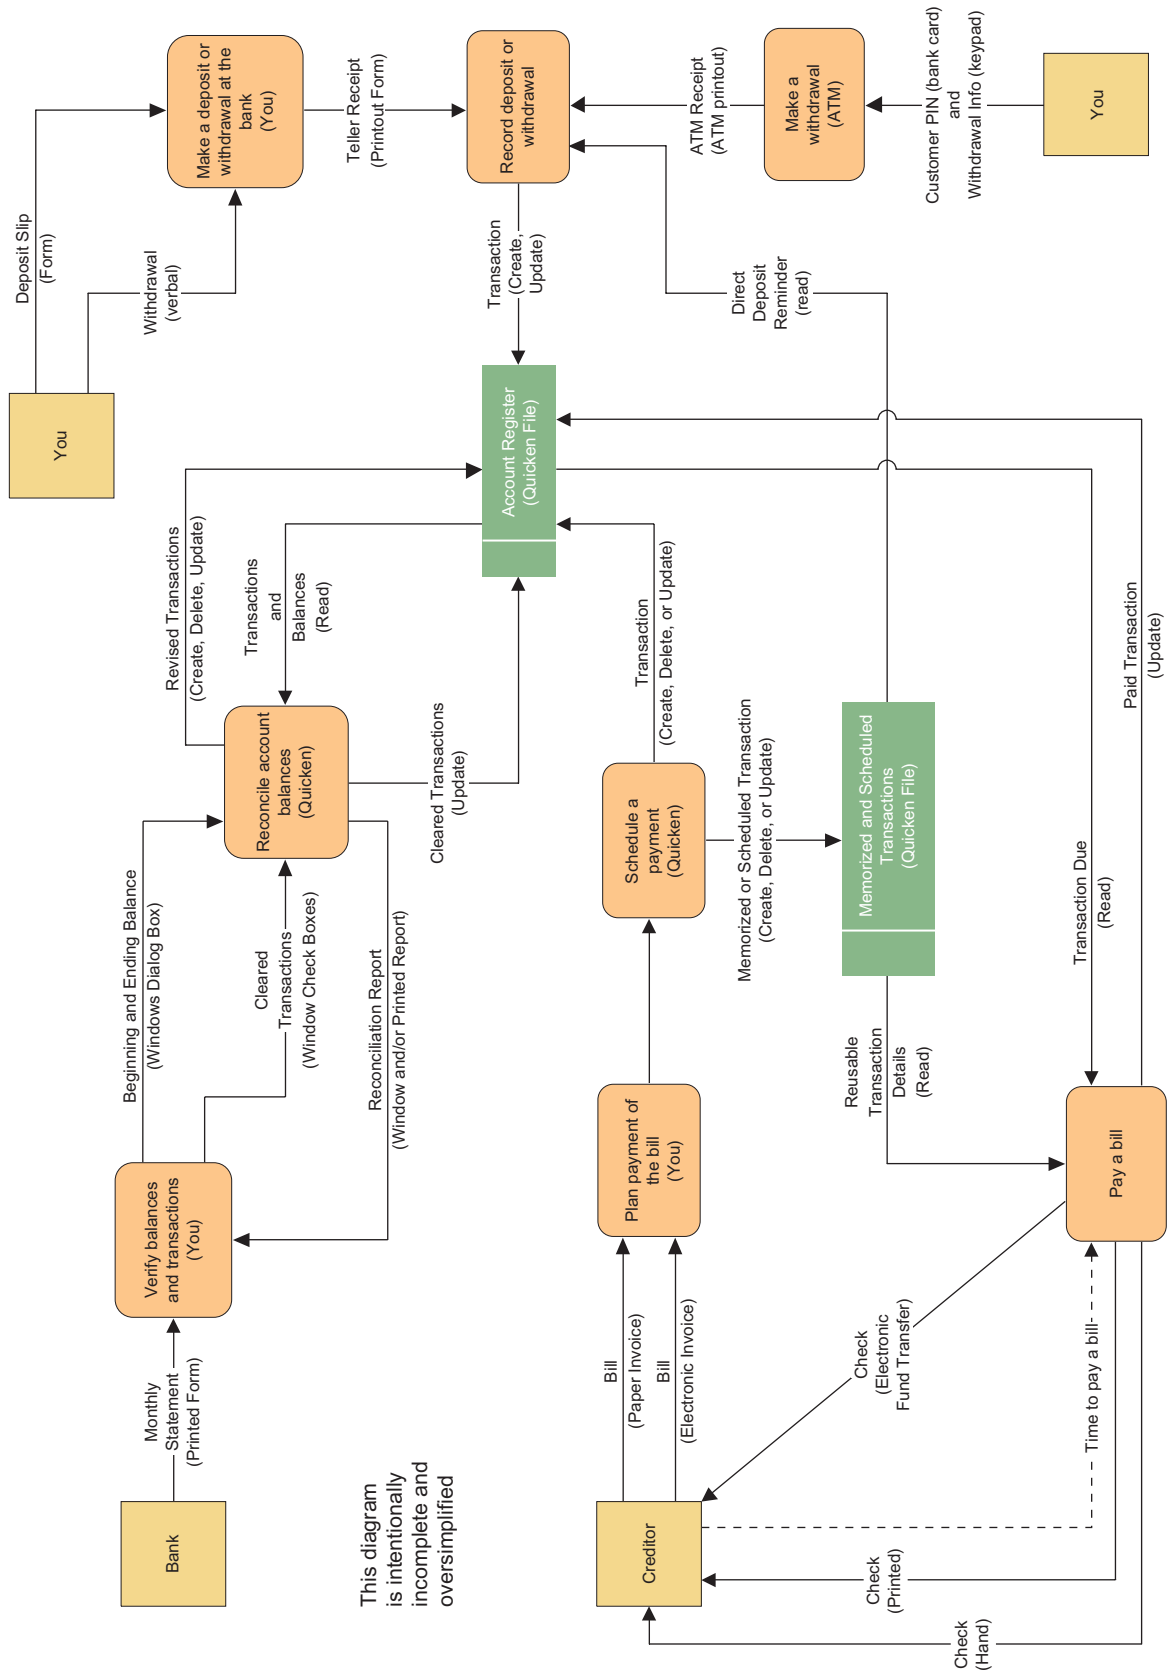 Bank
Monthly
Statement
(Printed Form)
Verify balances
and transactions
(You)
Beginning and Ending Balance
(Windows Dialog Box)
Cleared
Transactions
(Window Check Boxes)
Reconciliation Report
(Window and/or Printed Report)
Reconcile account
balances
(Quicken)
Revised Transactions
(Create, Delete, Update)
Transactions
and
Balances
(Read)
Cleared Transactions
(Update)
You
Deposit Slip
(Form)
Withdrawal
(verbal)
Make a deposit or
withdrawal at the
bank
(You)
Teller Receipt
(Printout Form)
Record deposit or
withdrawal
Transaction
(Create,
Update)
Account Register
(Quicken File)
ATM Receipt
(ATM printout)
Make a
withdrawal
(ATM)
Customer PIN (bank card)
and
Withdrawal Info (keypad)
You
Direct
Deposit
Reminder
(read)
This diagram
is intentionally
incomplete and
oversimplified
Creditor
Bill
(Paper Invoice)
Bill
(Electronic Invoice)
Plan payment of
the bill
(You)
Schedule a
payment
(Quicken)
Transaction
(Create, Delete, or Update)
Memorized or Scheduled Transaction
(Create, Delete, or Update)
Memorized and Scheduled
Transactions
(Quicken File)
Reusable
Transaction
Details
(Read)
Check
(Electronic
Fund Transfer)
Time to pay a bill-
Check
(Printed)
Check
(Hand)
Pay a bill
Transaction Due
(Read)
Paid Transaction
(Update)